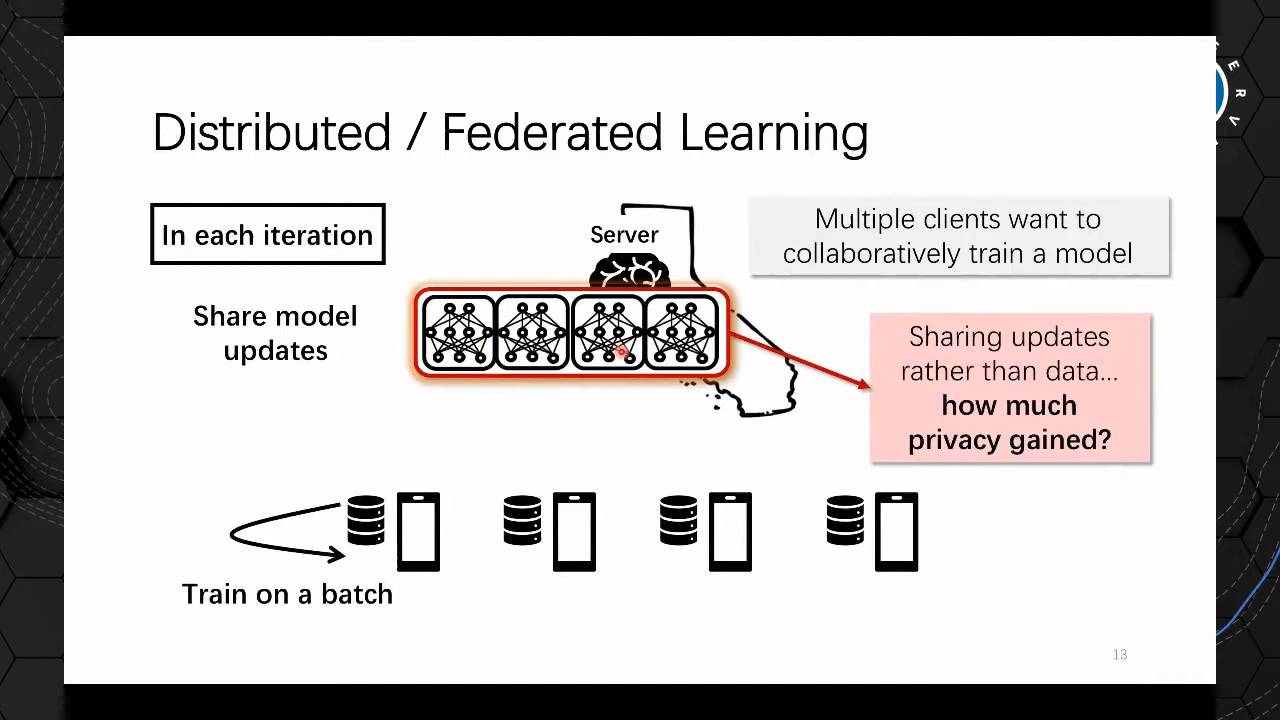 Distributed / Federated Learning
In each iteration
Server
Multiple clients want to
collaboratively train a model
Share model
updates
Sharing updates
rather than data...
how much
privacy gained?
Train on a batch
13
E R V